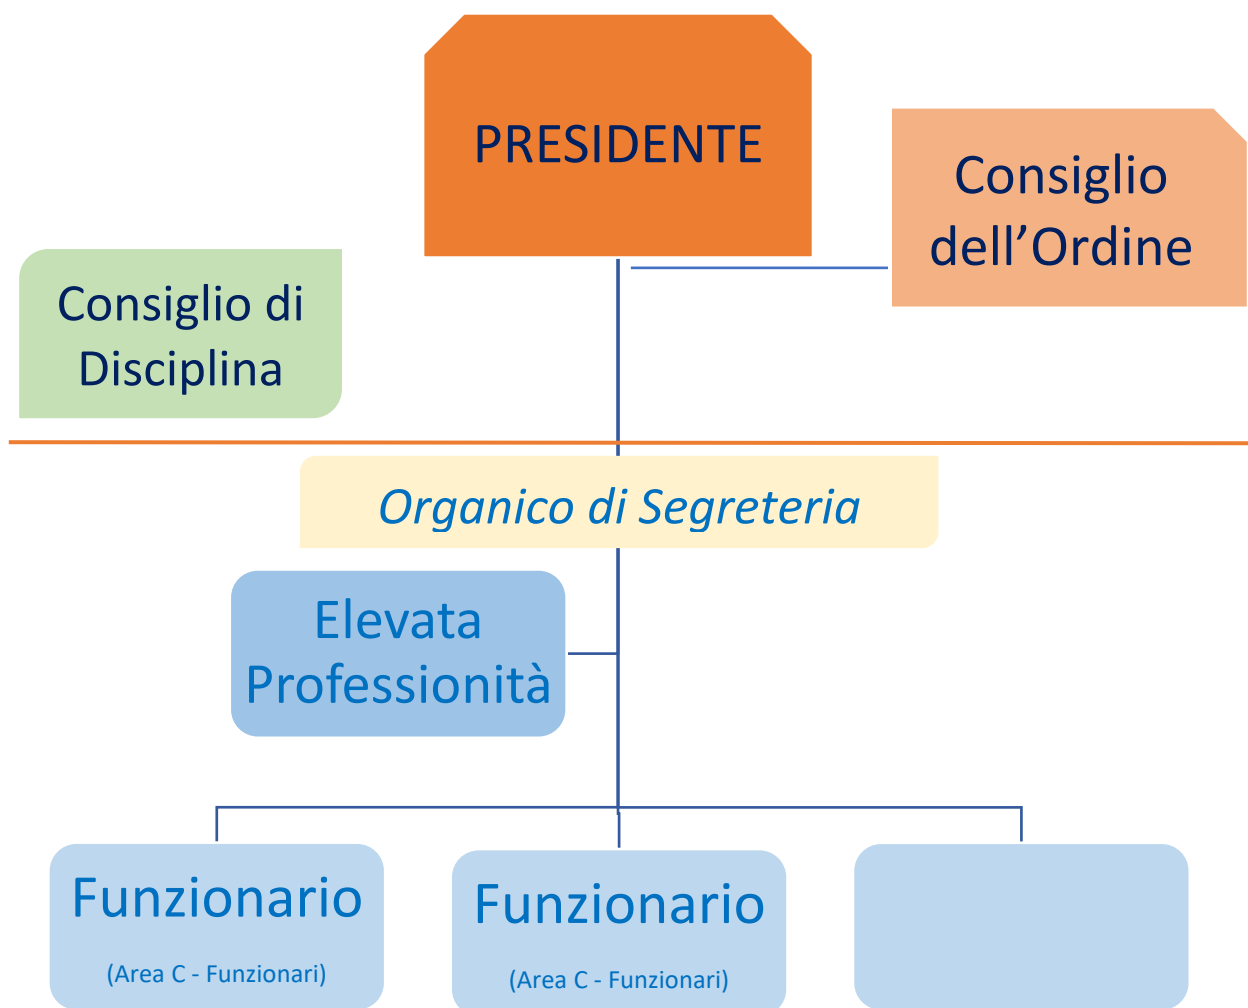 PRESIDENTE
Consiglio
dell’Ordine
Consiglio di
Disciplina
Organico di Segreteria
Elevata
Professionità
Funzionario
(Area C - Funzionari)
Funzionario
(Area C - Funzionari)